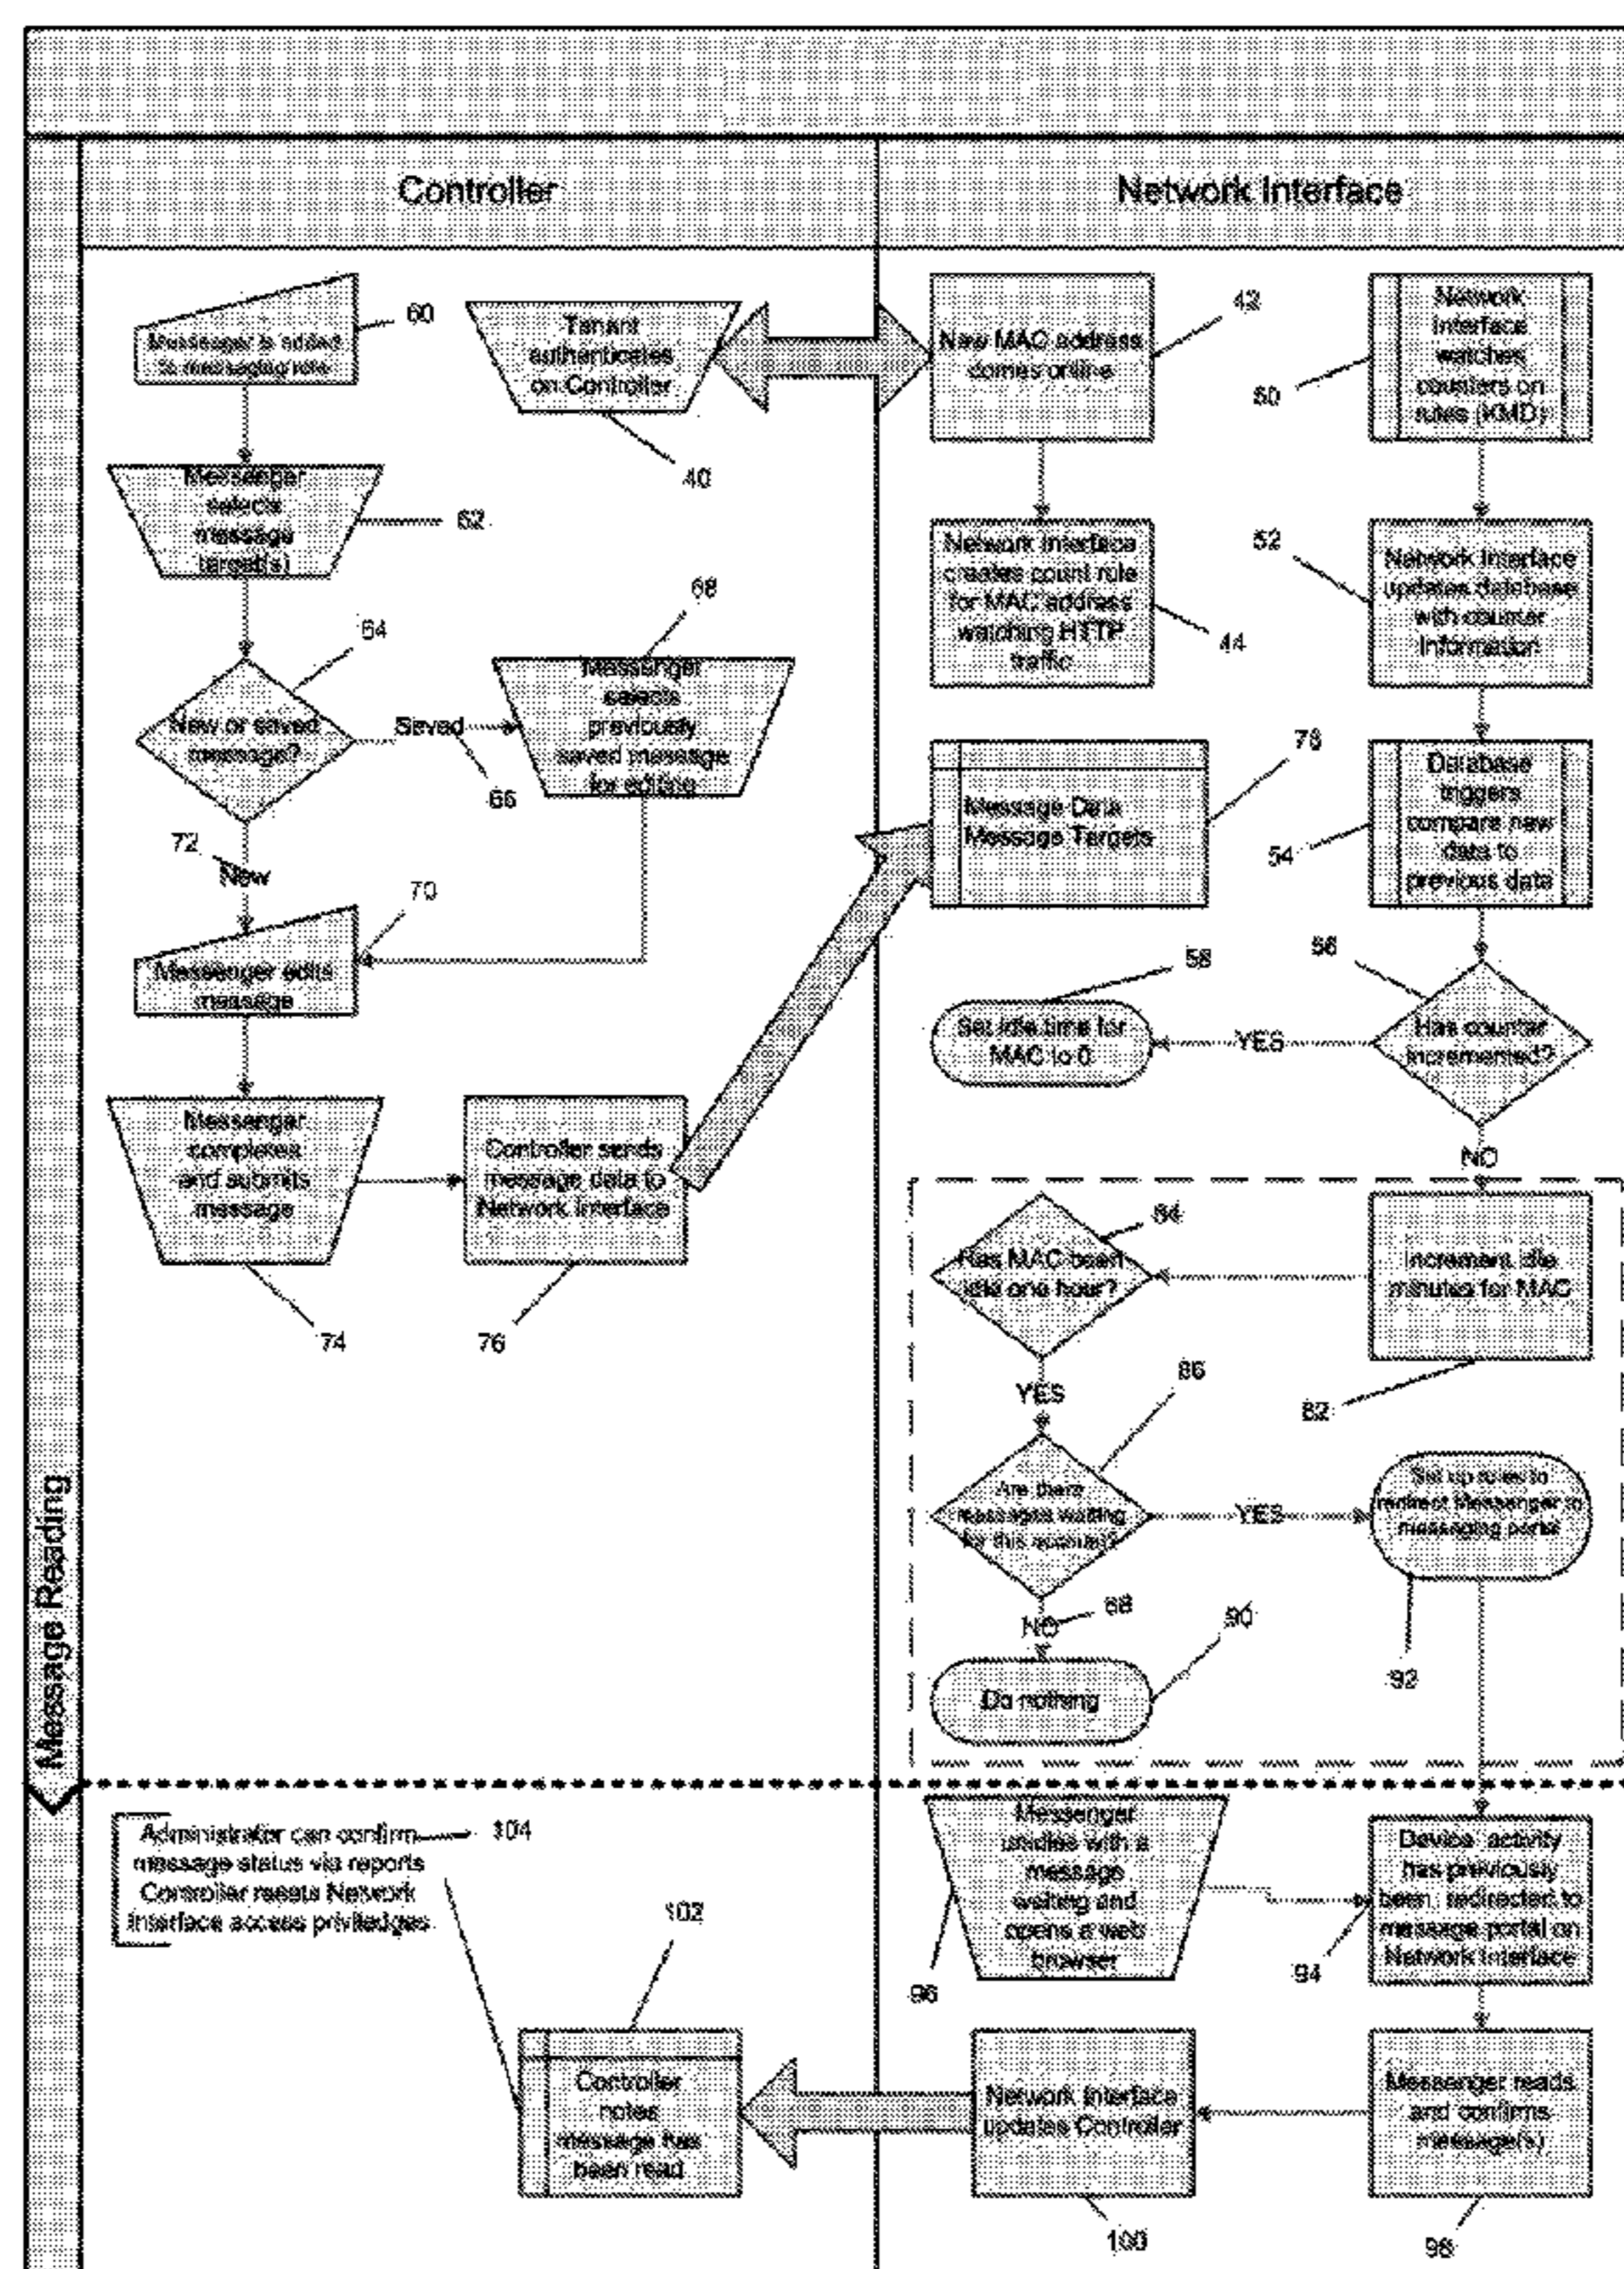 Controller
Network Interface
Messenger is added
to messaging role
60
Tenant
authenticates
on Controller
40
New MAC address
comes online
42
Network
Interface
watches
counters on
rules (KMD)
50
Messenger
selects
message
target(s)
62
Network Interface
creates count rule
for MAC address
watching HTTP
traffic
44
Network Interface
updates database
with counter
Information
52
New or saved
message?
64
Saved
66
Messenger
selects
previously
saved message
for editing
68
72
New
Message Data
Message Targets
78
Database
triggers
compare new
data to
previous data
54
Messenger edits
message
70
Set idle time for
MAC to 0
58
YES
Has counter
incremented?
56
NO
Messenger
completes
and submits
message
74
Controller sends
message data to
Network Interface
76
Has MAC been
idle one hour?
84
Increment idle
minutes for MAC
82
YES
Are there
messages waiting
for this account?
86
YES
Set up rules to
redirect Messenger to
messaging portal
92
NO
88
Do nothing
90
Message Reading
Administrator can confirm
message status via reports
Controller resets Network
Interface access priviledges
104
Messenger
unidles with a
message
waiting and
opens a web
browser
96
Device activity
has previously
been redirected to
message portal on
Network Interface
94
Controller
notes
message has
been read
102
Network Interface
updates Controller
100
Messenger reads
and confirms
message(s)
98